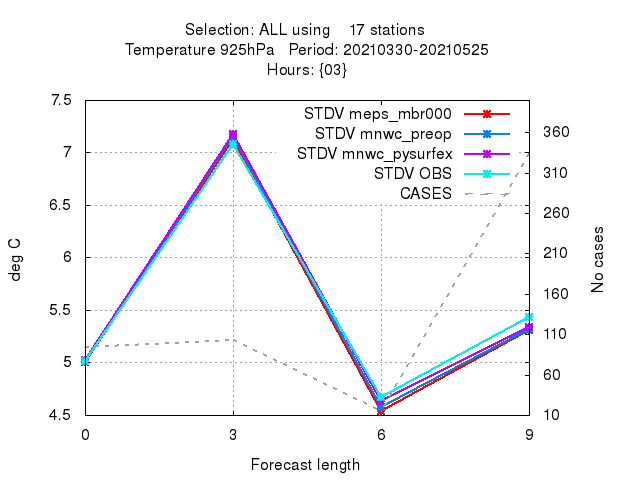 Selection: ALL using    17 stations
Temperature 925hPa   Period: 20210330-20210525
Hours: {03}
STDV meps_mbr000
STDV mnwc_preop
STDV mnwc_pysurfex
STDV OBS
CASES
7.5
7
6.5
6
5.5
5
4.5
deg C
360
310
260
210
160
110
60
10
No cases
0 3 6 9
Forecast length